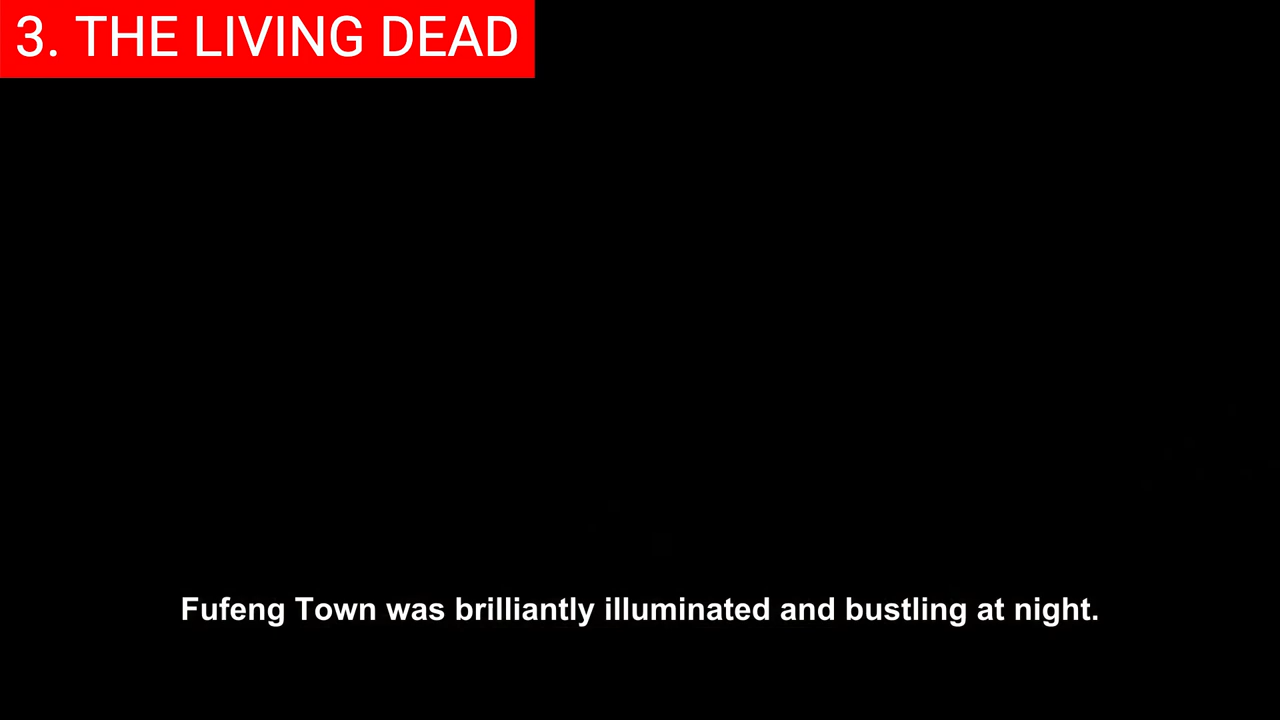 3. THE LIVING DEAD
Fufeng Town was brilliantly illuminated and bustling at night.